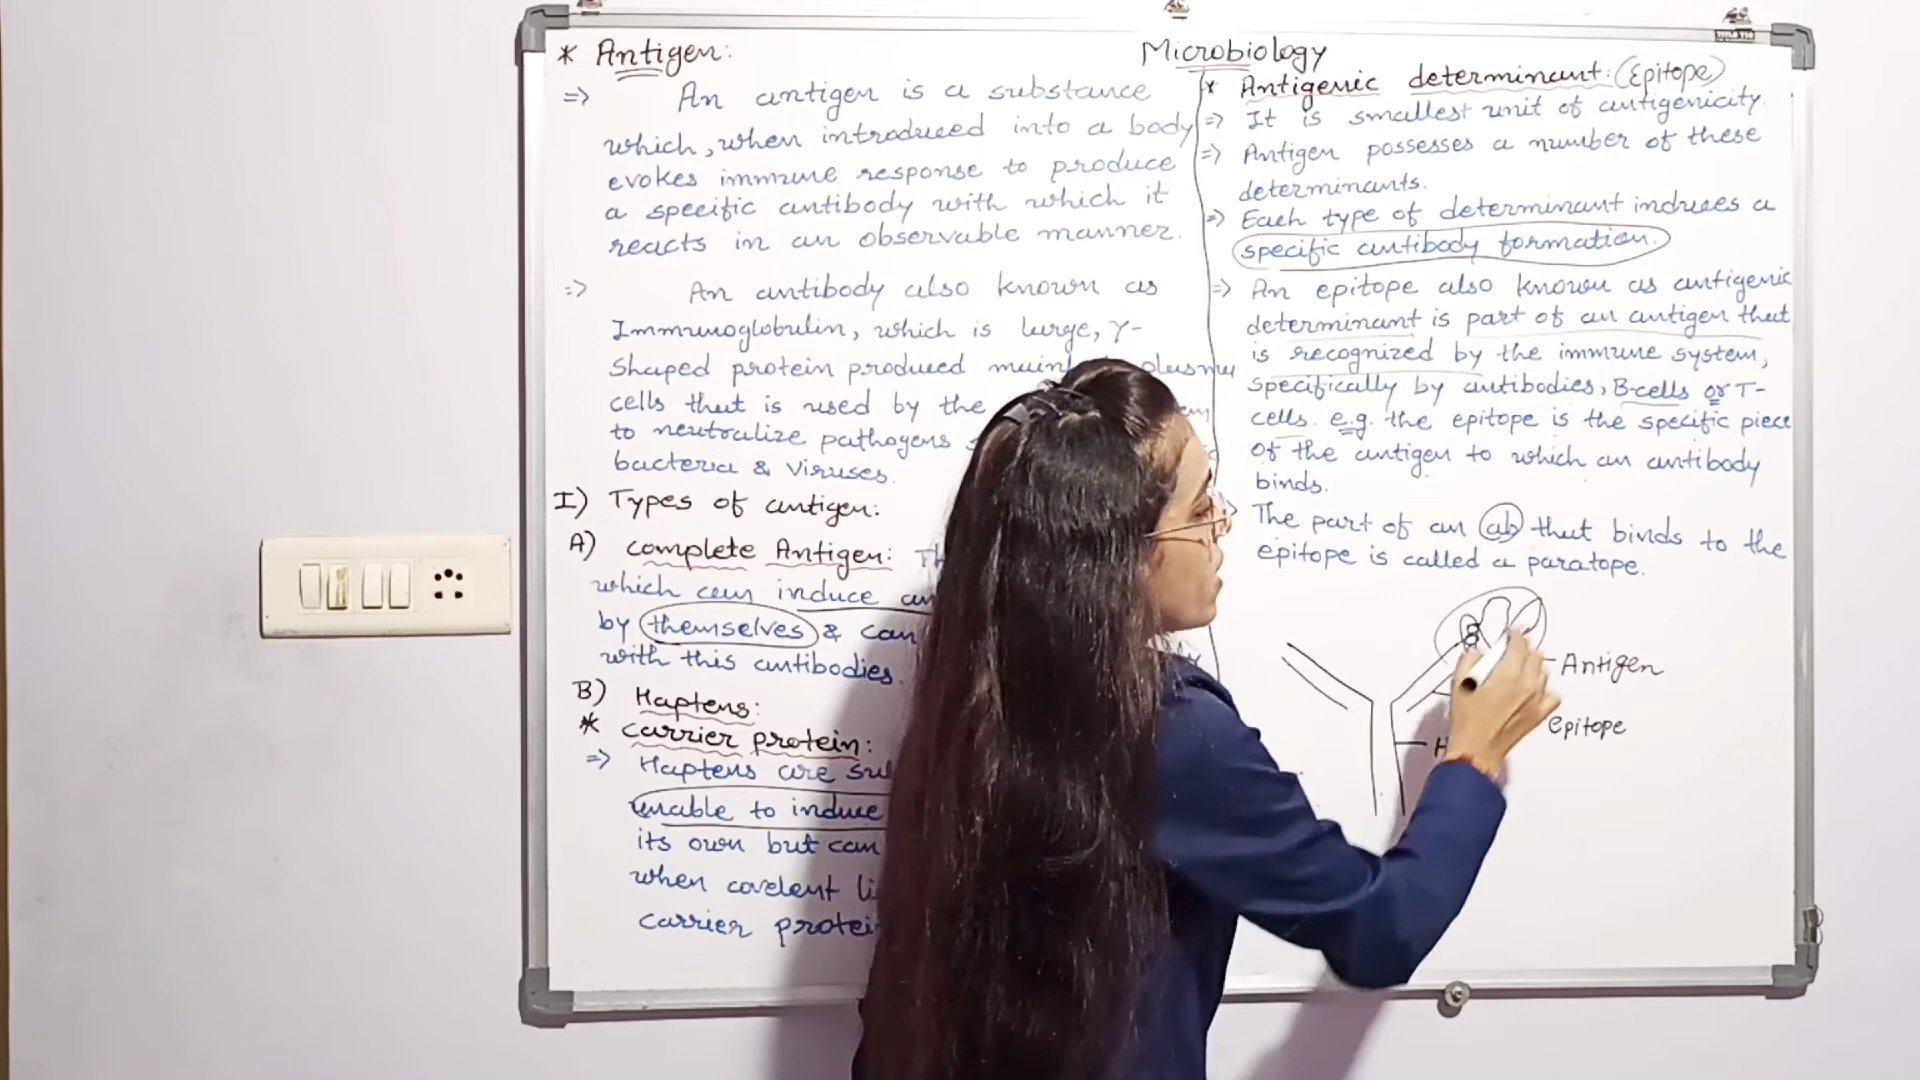 Microbiology
* Antigen:
=> An antigen is a substance
which, when introduced into a body
evokes immune response to produce
a specific antibody with which it
reacts in an observable manner.
=> An antibody also known as
Immunoglobulin, which is large, Y-
shaped protein produced
cells that is used by the
to neutralize pathogens
bacteria & viruses.
I) Types of antigen:
A) complete Antigen:
which can induce
by themselves & can
with this antibodies.
B) Haptens:
* carrier protein:
=> Haptens are
unable to induce
its own but can
when covelent
carrier
* Antigenic determinant: (Epitope)
=> It is smallest unit of antigenicity.
=> Antigen possesses a number of these
determinants.
=> Each type of determinant induces a
specific antibody formation.
=> An epitope also known as antigenic
determinant is part of an antigen that
is recognized by the immune system,
specifically by antibodies, B-cells or T-
cells. e.g. the epitope is the specific piece
of the antigen to which an antibody
binds.
The part of an ab that binds to the
epitope is called a paratope.
Antigen
Epitope